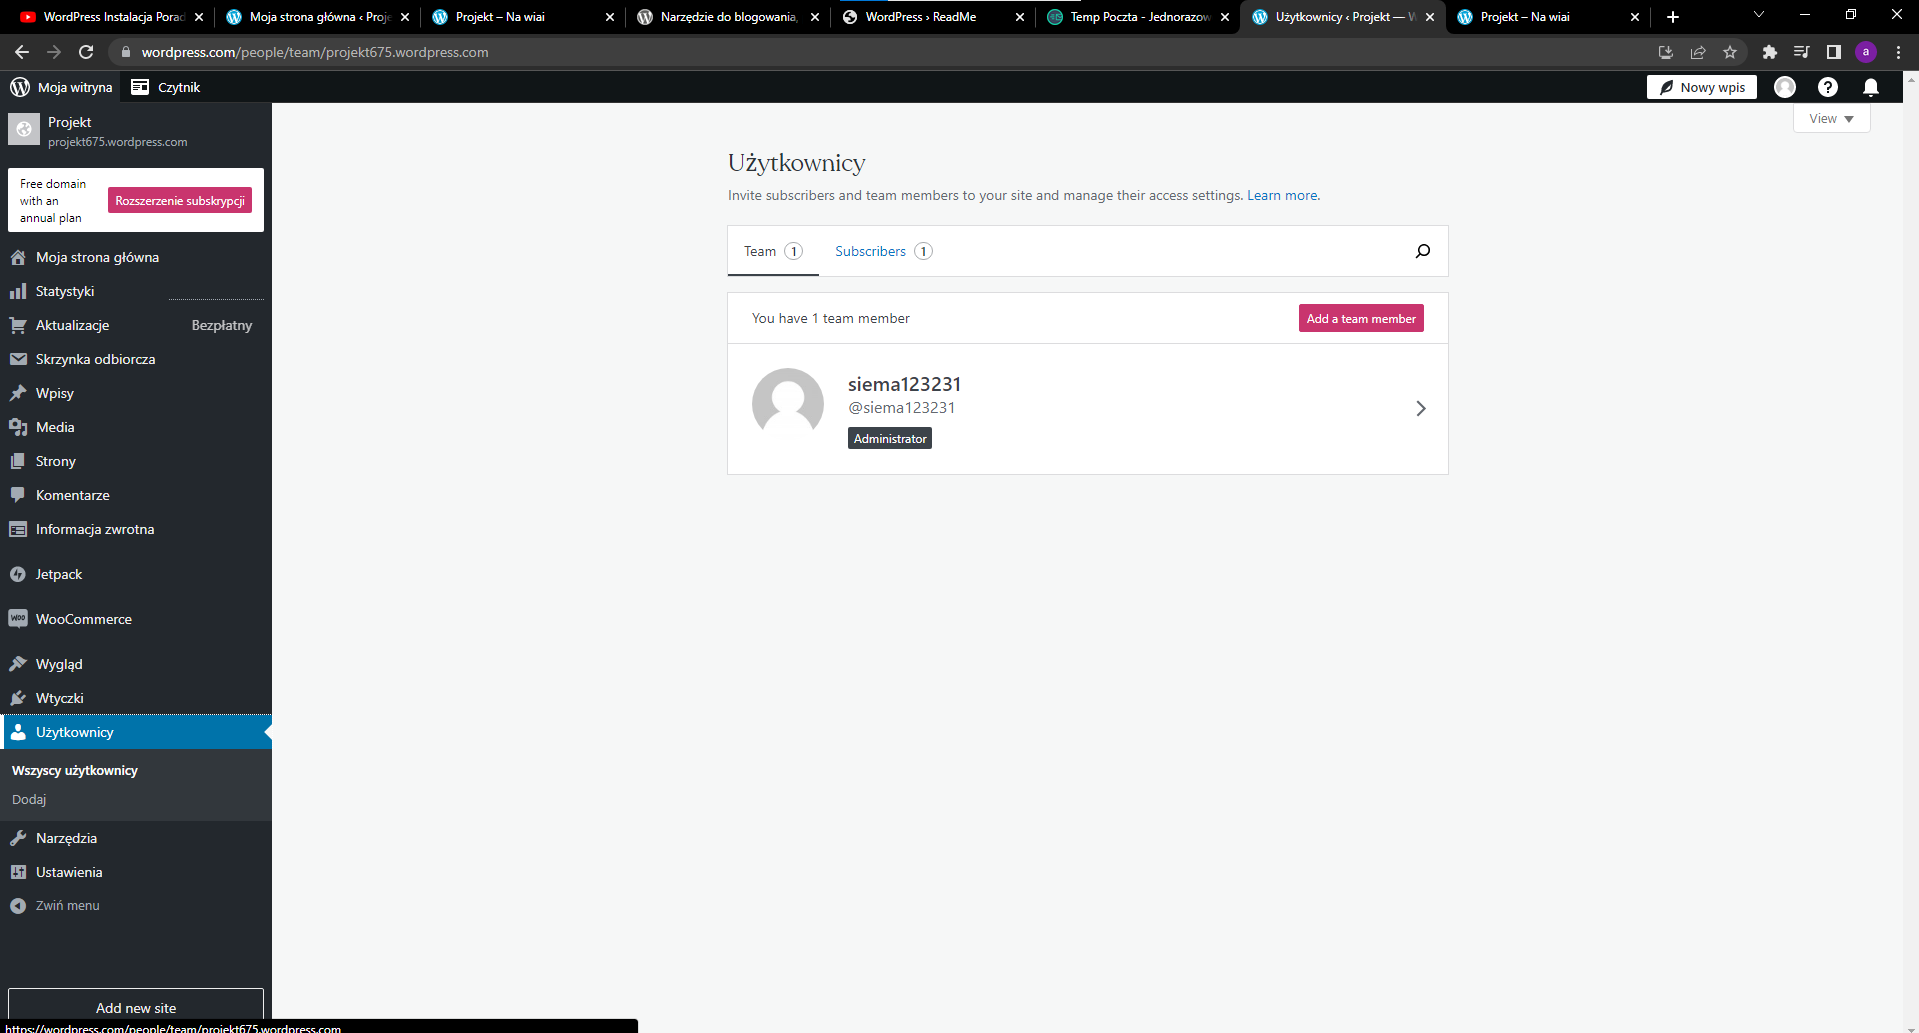 WordPress Instalacja Porad
Moja strona główna ‹ Proje
Projekt – Na wiai
Narzędzie do blogowania,
WordPress › ReadMe
Temp Poczta - Jednorazow
Użytkownicy ‹ Projekt — W
Projekt – Na wiai
wordpress.com/people/team/projekt675.wordpress.com
a
Moja witryna
Czytnik
Nowy wpis
Projekt
projekt675.wordpress.com
View
Free domain
with an
annual plan
Rozszerzenie subskrypcji
Moja strona główna
Statystyki
Aktualizacje
Bezpłatny
Skrzynka odbiorcza
Wpisy
Media
Strony
Komentarze
Informacja zwrotna
Jetpack
WooCommerce
Wygląd
Wtyczki
Użytkownicy
Wszyscy użytkownicy
Dodaj
Narzędzia
Ustawienia
Zwiń menu
Add new site
https://wordpress.com/people/team/projekt675.wordpress.com
Użytkownicy
Invite subscribers and team members to your site and manage their access settings. Learn more.
Team 1
Subscribers 1
You have 1 team member
Add a team member
siema123231
@siema123231
Administrator